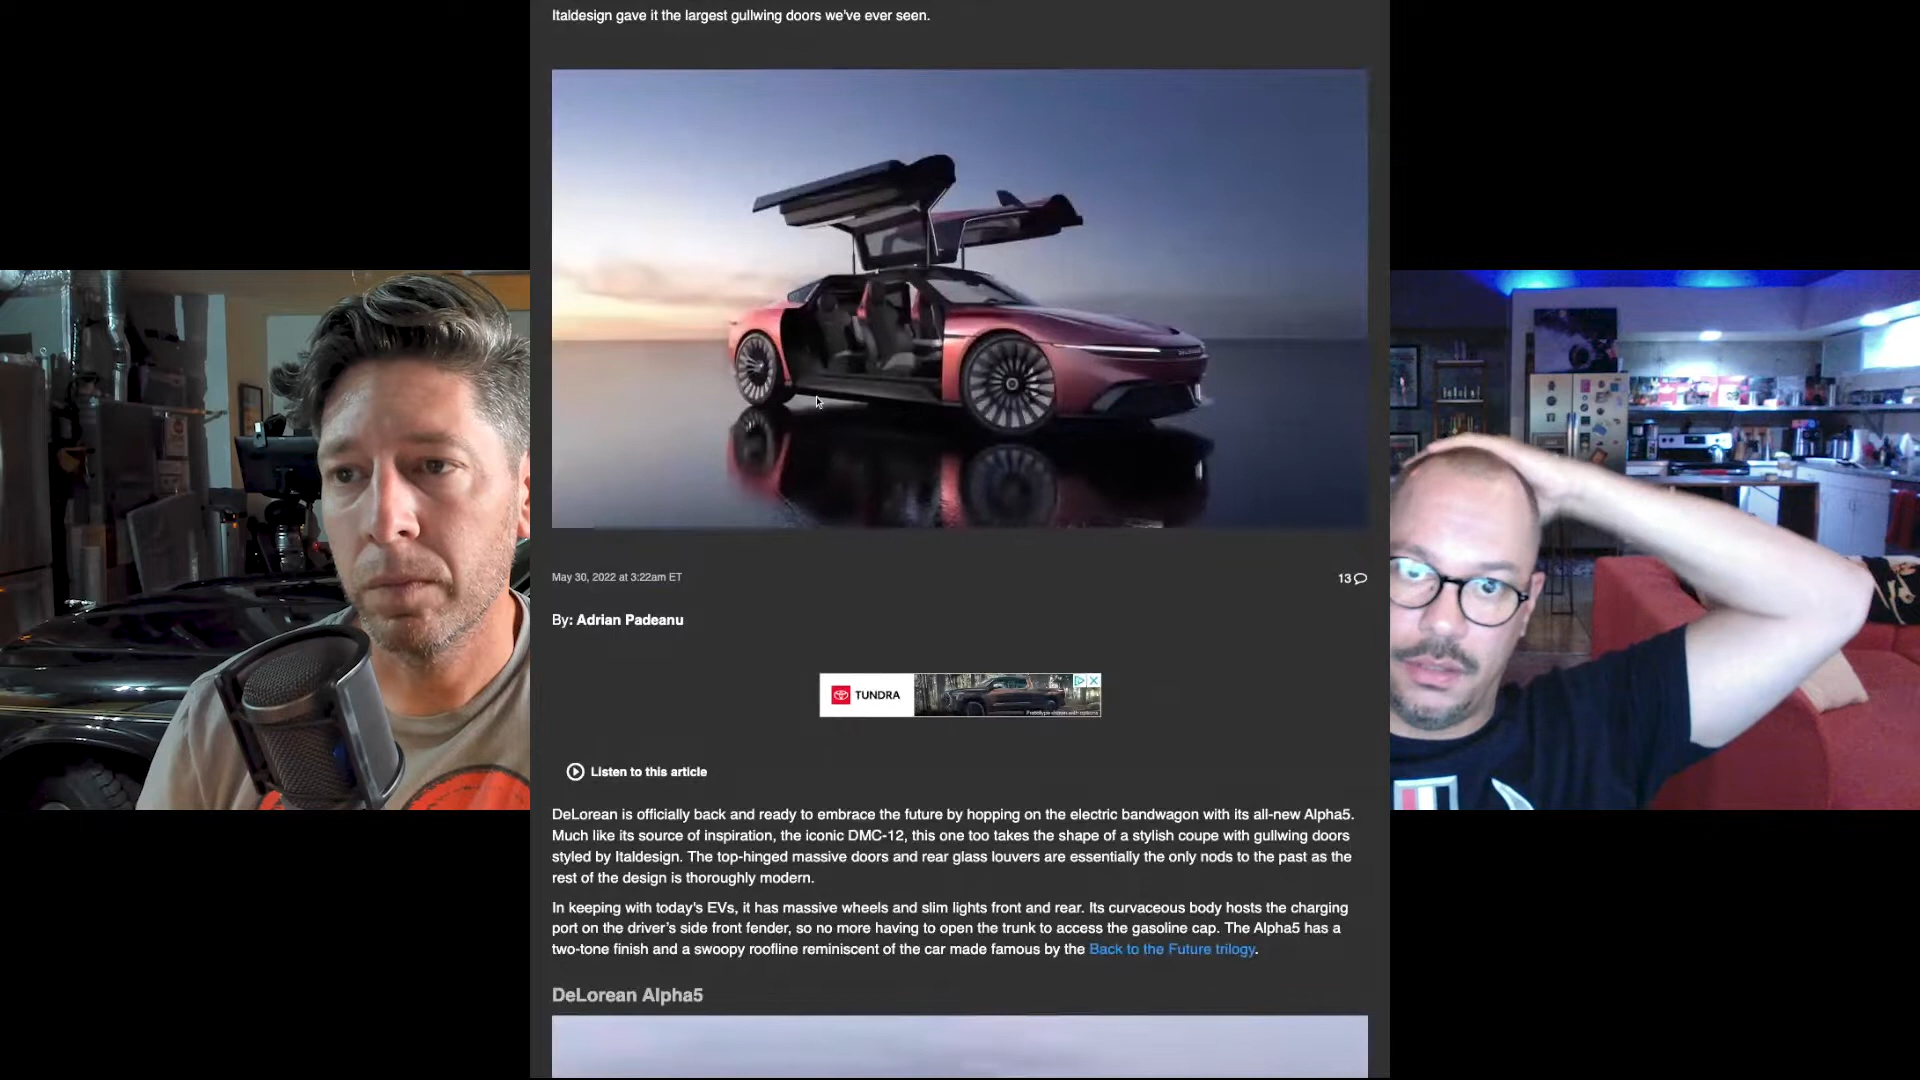 Italdesign gave it the largest gullwing doors we've ever seen.
May 30, 2022 at 3:22am ET
13
By: Adrian Padeanu
TUNDRA
Prototype shown with options
Listen to this article
DeLorean is officially back and ready to embrace the future by hopping on the electric bandwagon with its all-new Alpha5.
Much like its source of inspiration, the iconic DMC-12, this one too takes the shape of a stylish coupe with gullwing doors
styled by Italdesign. The top-hinged massive doors and rear glass louvers are essentially the only nods to the past as the
rest of the design is thoroughly modern.
In keeping with today's EVs, it has massive wheels and slim lights front and rear. Its curvaceous body hosts the charging
port on the driver's side front fender, so no more having to open the trunk to access the gasoline cap. The Alpha5 has a
two-tone finish and a swoopy roofline reminiscent of the car made famous by the Back to the Future trilogy.
DeLorean Alpha5